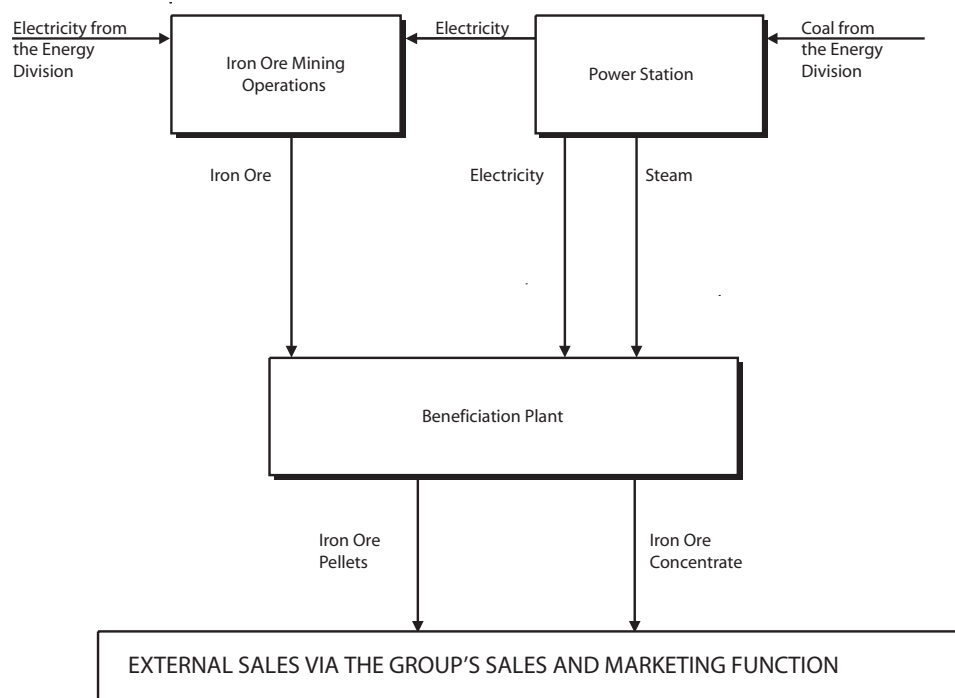 Electricity from
the Energy
Division
Electricity
Coal from
the Energy
Division
Iron Ore Mining
Operations
Power Station
Iron Ore
Electricity
Steam
Beneficiation Plant
Iron Ore
Pellets
Iron Ore
Concentrate
EXTERNAL SALES VIA THE GROUP’S SALES AND MARKETING FUNCTION